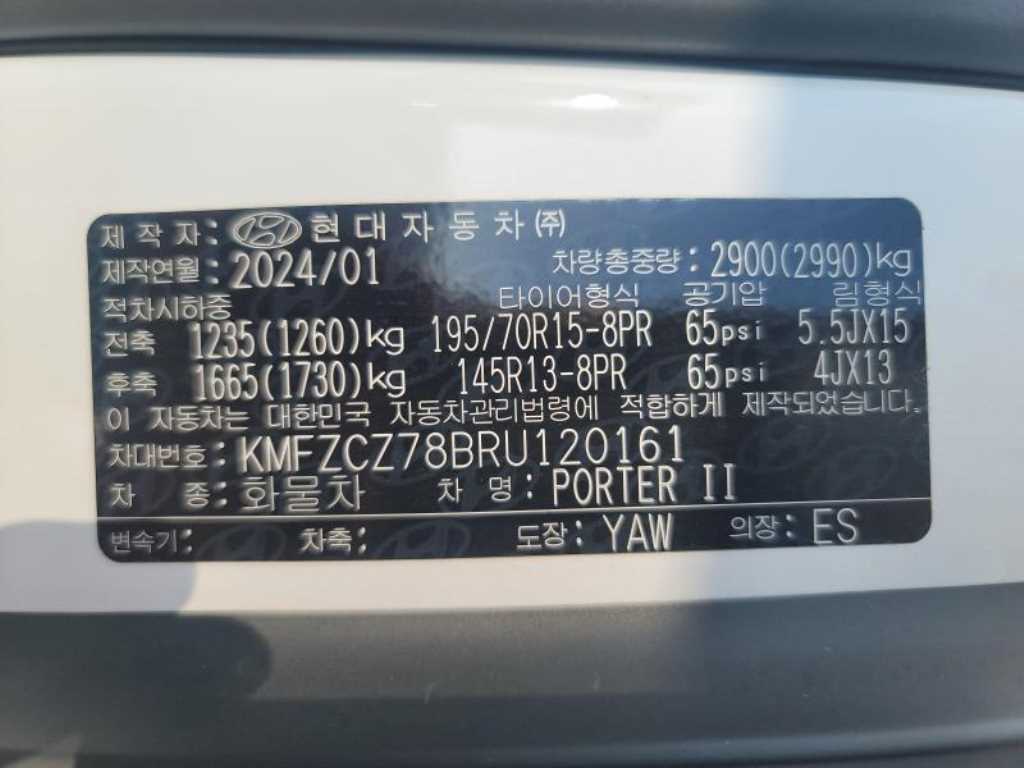 제 작 자 : 현대자동차㈜
제작연월 : 2024/01 차량총중량 : 2900(2990)kg
적차시하중 타이어형식 공기압 림형식
전축 1235(1260)kg 195/70R15-8PR 65psi 5.5JX15
후축 1665(1730)kg 145R13-8PR 65psi 4JX13
이 자동차는 대한민국 자동차관리법령에 적합하게 제작되었습니다.
차대번호 : KMFZCZ78BRU120161
차 종 : 화물차 차 명 : PORTER II
변속기 : 차축 : 도장 : YAW 의장 : ES